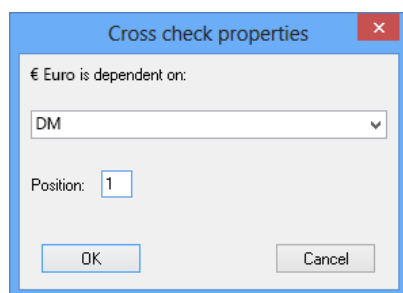 Cross check properties
€ Euro is dependent on:
DM
Position: 1
OK Cancel